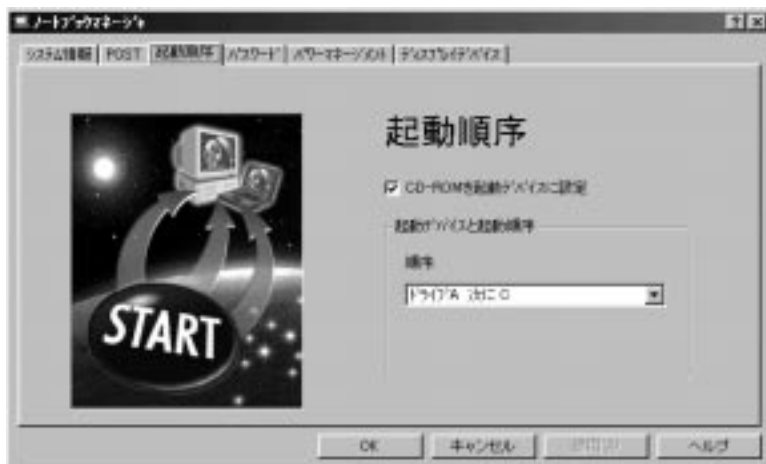 ノートブックマネージャ
システム情報 POST 起動順序 パスワード パワーマネージメント ディスプレイデバイス
起動順序
CD-ROMを起動デバイスに設定
起動デバイスと起動順序
順序
ドライブA 次に C
START
OK キャンセル ヘルプ